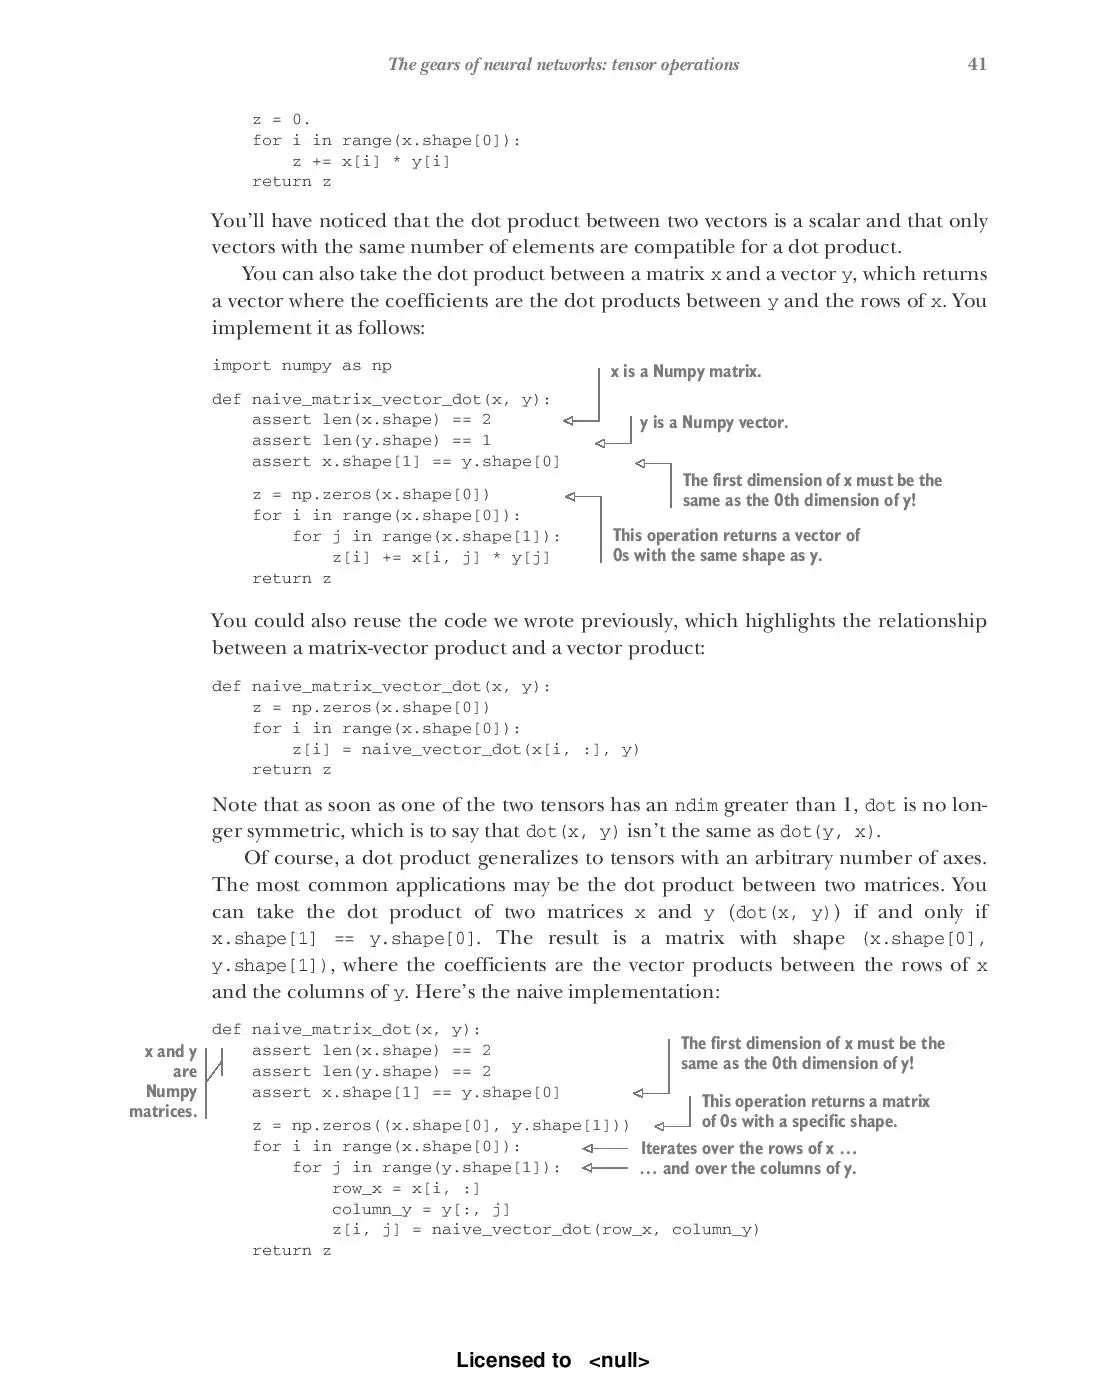 The gears of neural networks: tensor operations 41
z = 0.
for i in range(x.shape[0]):
z += x[i] * y[i]
return z
You'll have noticed that the dot product between two vectors is a scalar and that only
vectors with the same number of elements are compatible for a dot product.
You can also take the dot product between a matrix x and a vector y, which returns
a vector where the coefficients are the dot products between y and the rows of x. You
implement it as follows:
import numpy as np
x is a Numpy matrix.
def naive_matrix_vector_dot(x, y):
assert len(x.shape) == 2
y is a Numpy vector.
assert len(y.shape) == 1
assert x.shape[1] == y.shape[0]
The first dimension of x must be the
same as the 0th dimension of y!
z = np.zeros(x.shape[0])
for i in range(x.shape[0]):
for j in range(x.shape[1]):
z[i] += x[i, j] * y[j]
return z
This operation returns a vector of
0s with the same shape as y.
You could also reuse the code we wrote previously, which highlights the relationship
between a matrix-vector product and a vector product:
def naive_matrix_vector_dot(x, y):
z = np.zeros(x.shape[0])
for i in range(x.shape[0]):
z[i] = naive_vector_dot(x[i, :], y)
return z
Note that as soon as one of the two tensors has an ndim greater than 1, dot is no lon-
ger symmetric, which is to say that dot(x, y) isn't the same as dot(y, x).
Of course, a dot product generalizes to tensors with an arbitrary number of axes.
The most common applications may be the dot product between two matrices. You
can take the dot product of two matrices x and y (dot(x, y)) if and only if
x.shape[1] == y.shape[0]. The result is a matrix with shape (x.shape[0],
y.shape[1]), where the coefficients are the vector products between the rows of x
and the columns of y. Here's the naive implementation:
def naive_matrix_dot(x, y):
x and y
are
Numpy
matrices.
assert len(x.shape) == 2
assert len(y.shape) == 2
assert x.shape[1] == y.shape[0]
The first dimension of x must be the
same as the 0th dimension of y!
z = np.zeros((x.shape[0], y.shape[1]))
This operation returns a matrix
of 0s with a specific shape.
for i in range(x.shape[0]):
Iterates over the rows of x …
for j in range(y.shape[1]):
… and over the columns of y.
row_x = x[i, :]
column_y = y[:, j]
z[i, j] = naive_vector_dot(row_x, column_y)
return z
Licensed to <null>